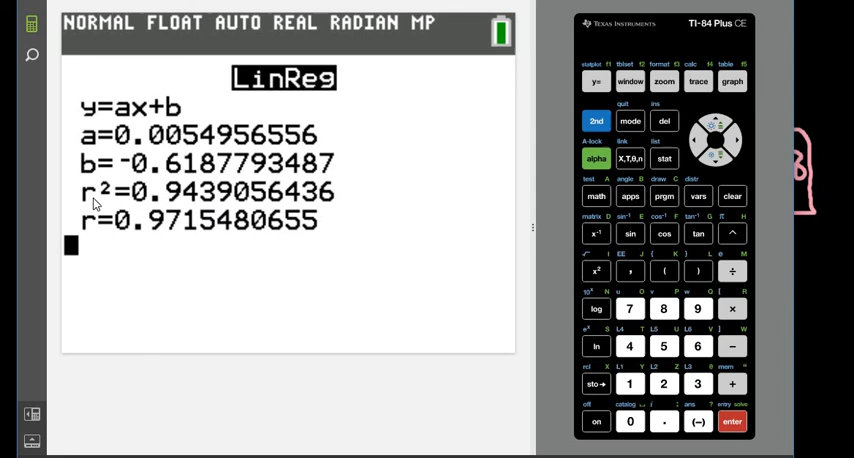 NORMAL FLOAT AUTO REAL RADIAN MP
LinReg
y=ax+b
a=0.0054956556
b=-0.6187793487
r²=0.9439056436
r=0.9715480655
TEXAS INSTRUMENTS TI-84 Plus CE
statplot f1 tblset f2 format f3 calc f4 table f5
y= window zoom trace graph
quit ins
2nd mode del
A-lock link list
alpha X,T,θ,n stat
test A angle B draw C distr
math apps prgm vars clear
matrix D sin⁻¹ E cos⁻¹ F tan⁻¹ G π H
x⁻¹ sin cos tan ^
√ I EE J { K } L e M
x² , ( ) ÷
10ˣ N u O v P w Q [ R
log 7 8 9 ×
eˣ S L4 T L5 U L6 V ] W
ln 4 5 6 −
rcl X L1 Y L2 Z L3 θ mem "
sto→ 1 2 3 +
off catalog ⎵ i : ans ? entry solve
on 0 . (−) enter
8